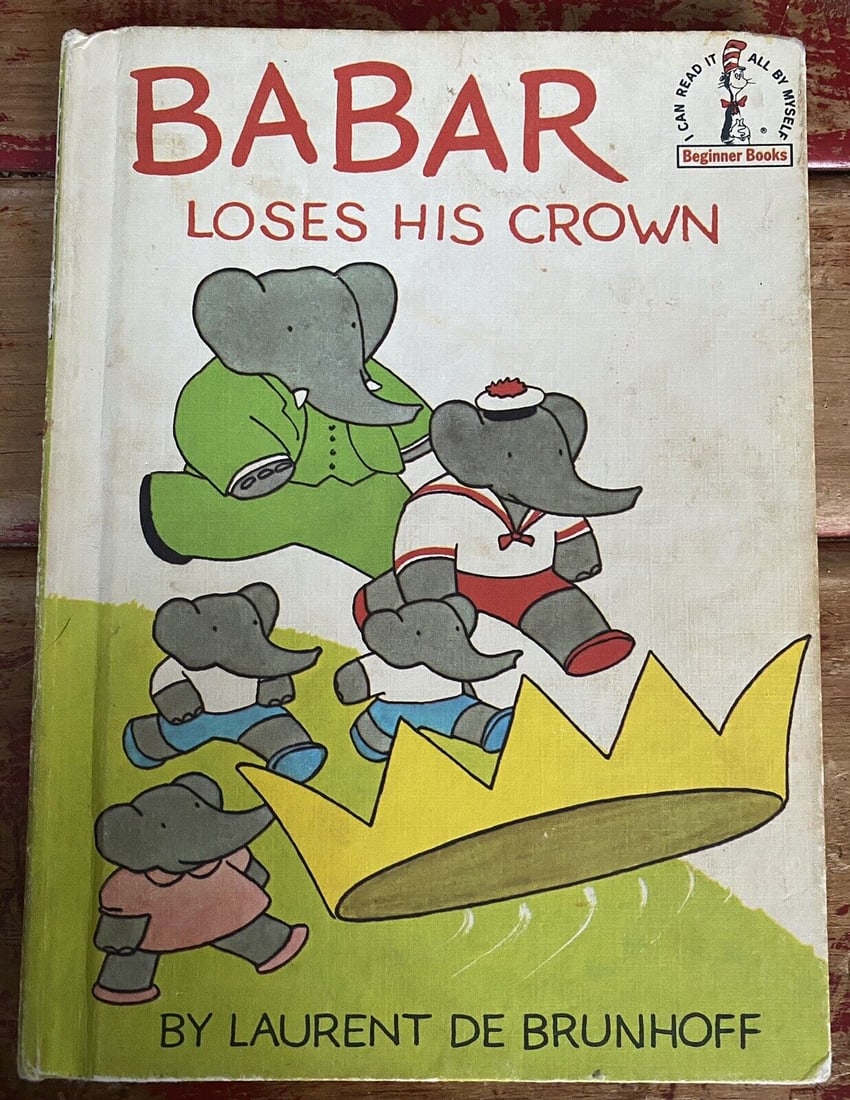 BABAR
LOSES HIS CROWN
I CAN READ IT ALL BY MYSELF
®
Beginner Books
BY LAURENT DE BRUNHOFF